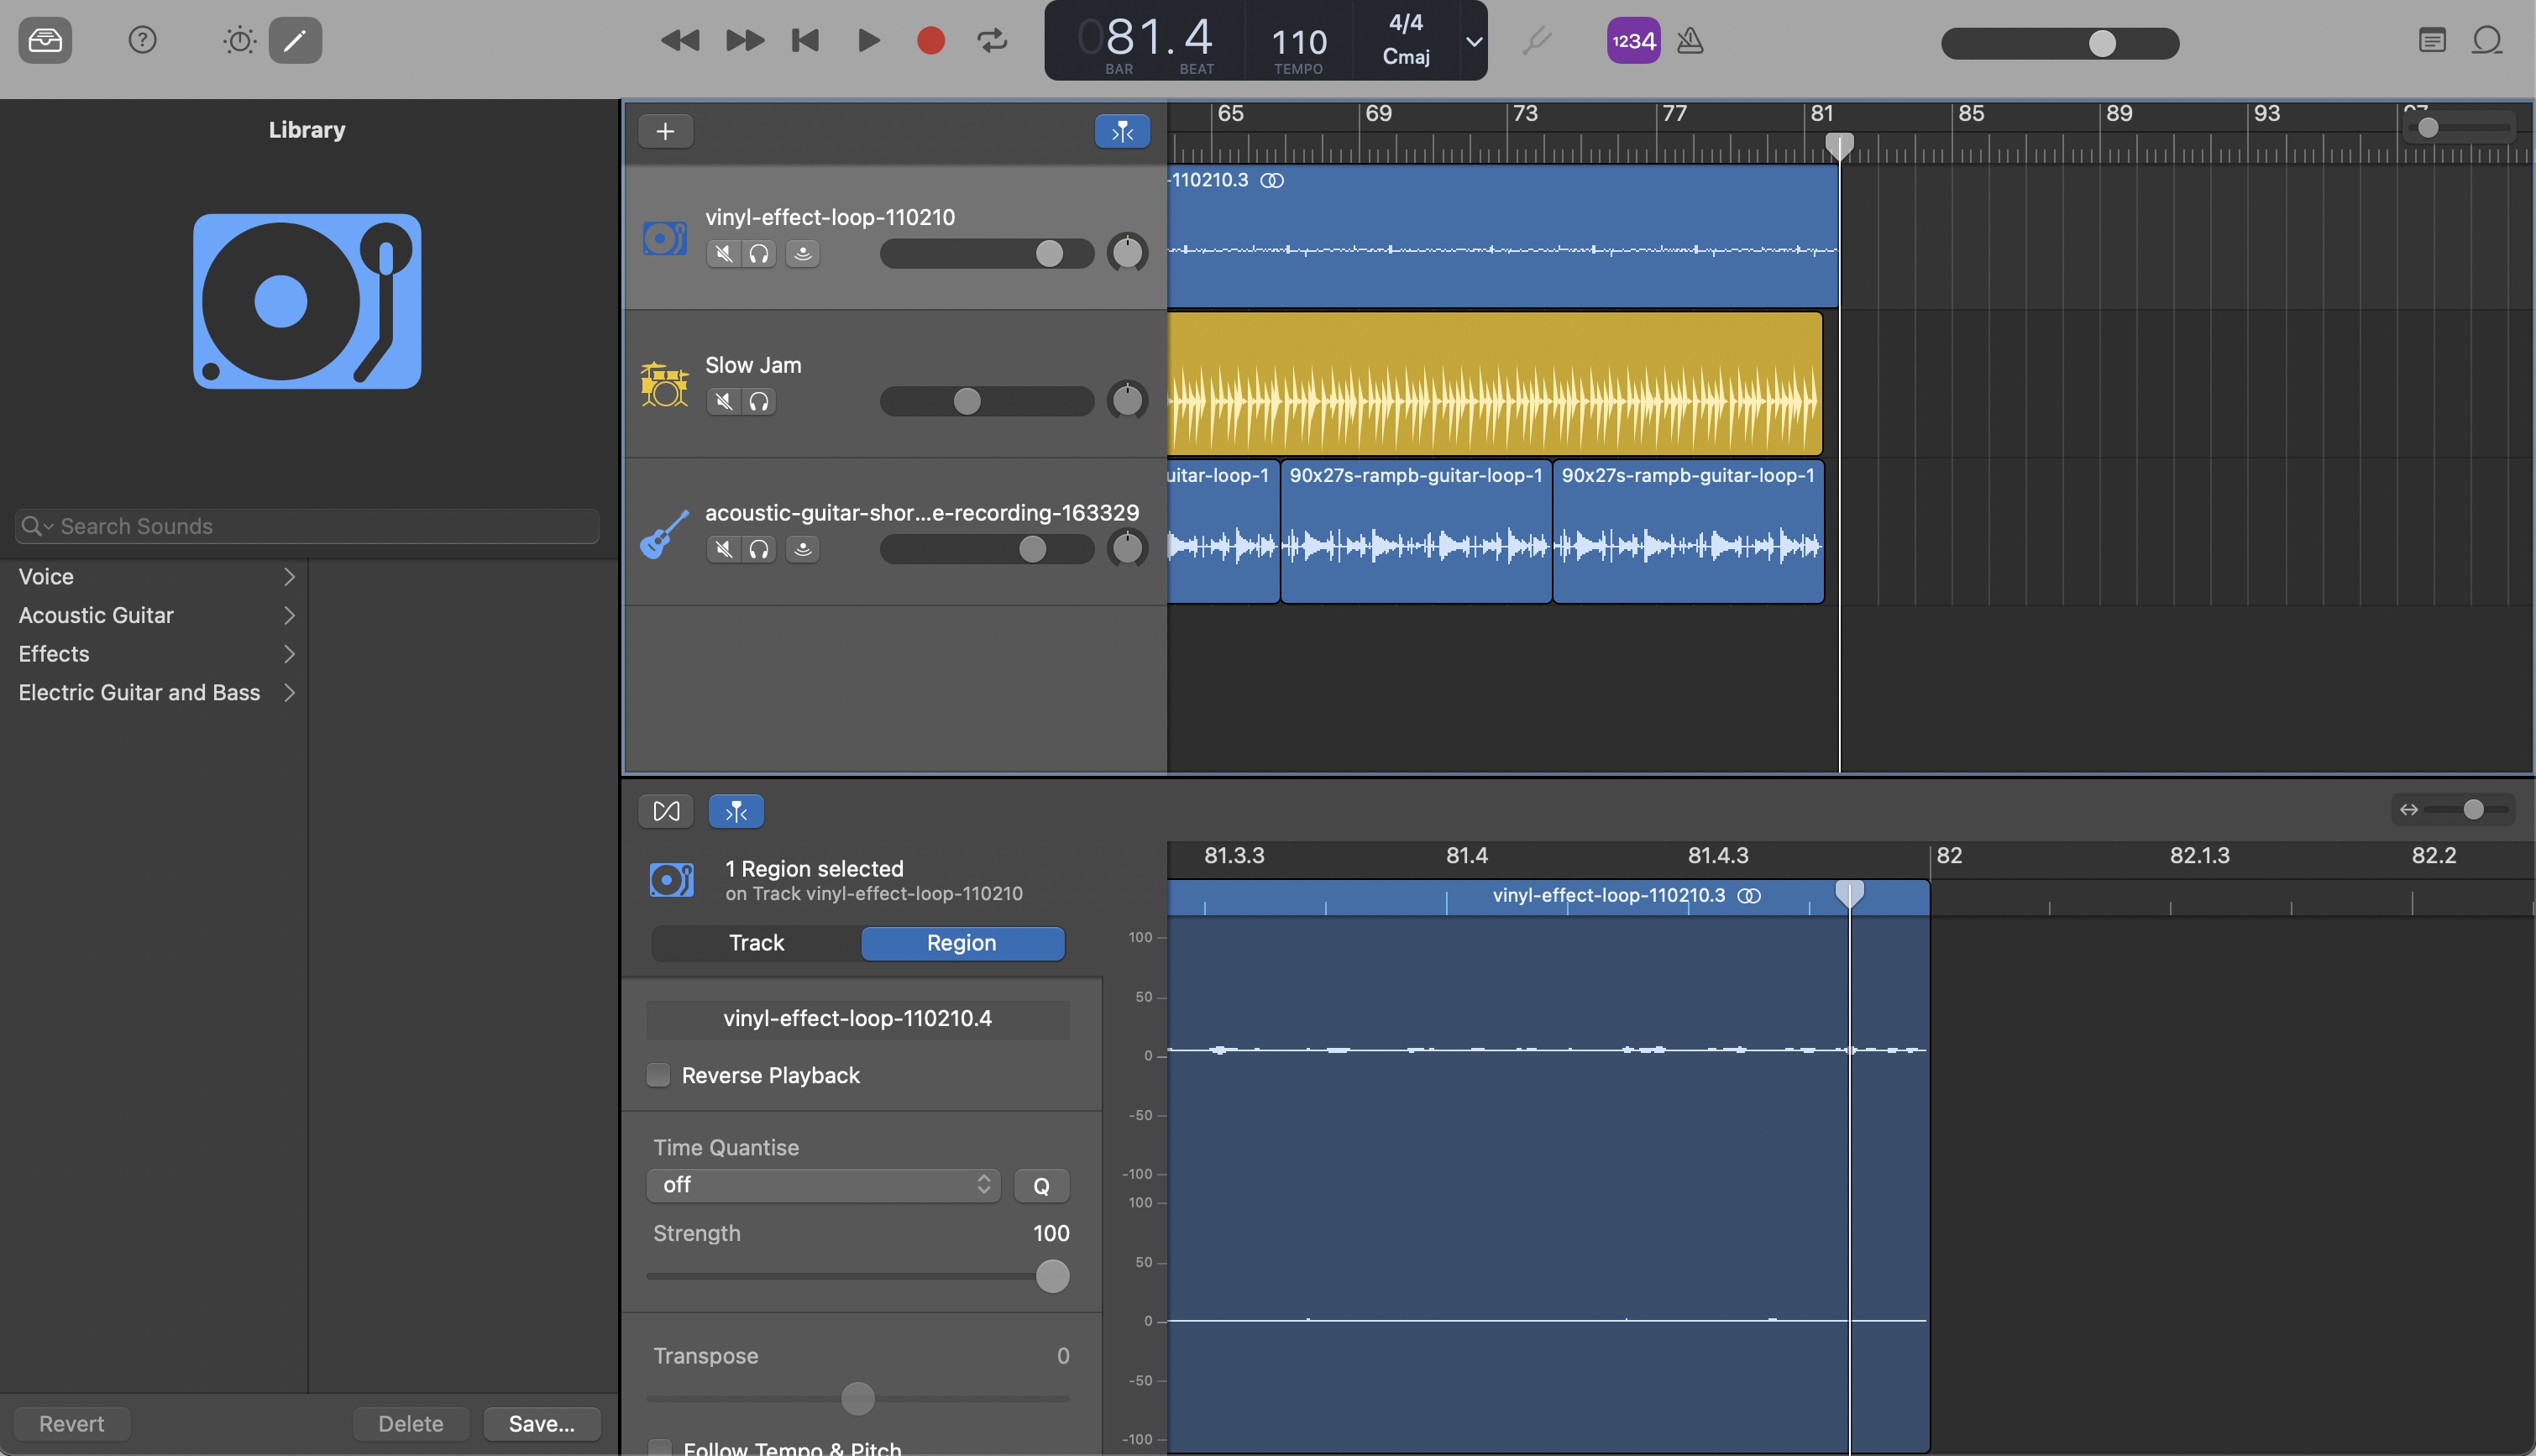 081.4
BAR
BEAT
110
TEMPO
4/4
Cmaj
1234
Library
Search Sounds
Voice
Acoustic Guitar
Effects
Electric Guitar and Bass
Revert
Delete
Save...
65
69
73
77
81
85
89
93
-110210.3
vinyl-effect-loop-110210
Slow Jam
acoustic-guitar-shor...e-recording-163329
uitar-loop-1
90x27s-rampb-guitar-loop-1
90x27s-rampb-guitar-loop-1
1 Region selected
on Track vinyl-effect-loop-110210
Track
Region
vinyl-effect-loop-110210.4
Reverse Playback
Time Quantise
off
Q
Strength
100
Transpose
0
Follow Tempo & Pitch
81.3.3
81.4
81.4.3
82
82.1.3
82.2
vinyl-effect-loop-110210.3
100
50
0
-50
-100
100
50
0
-50
-100